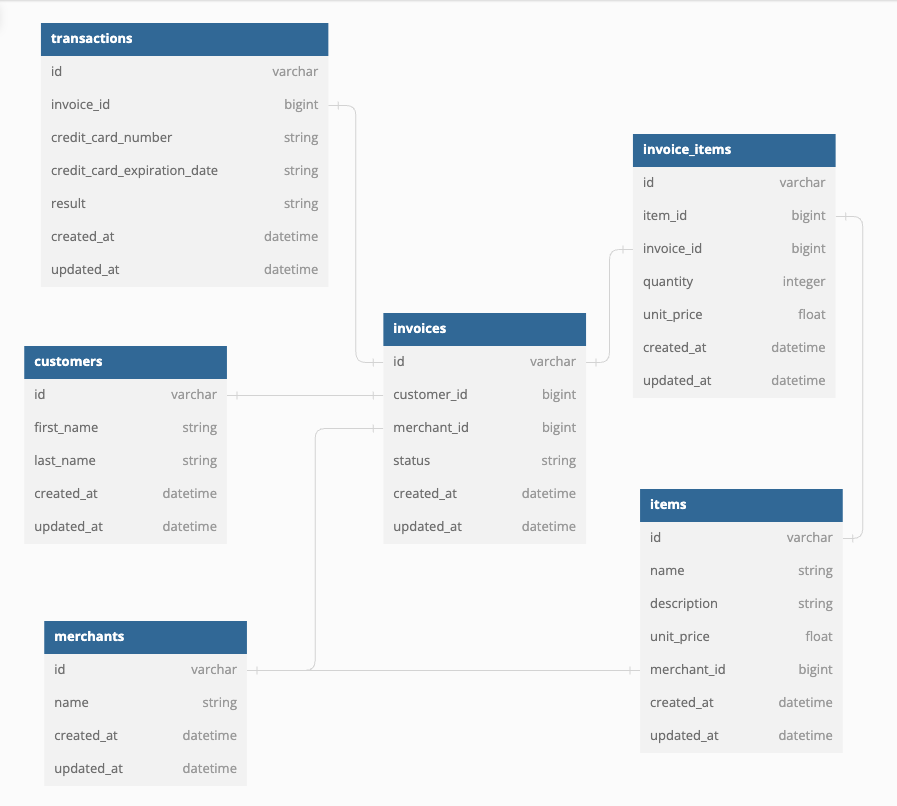 transactions
id varchar
invoice_id bigint
credit_card_number string
credit_card_expiration_date string
result string
created_at datetime
updated_at datetime
invoice_items
id varchar
item_id bigint
invoice_id bigint
quantity integer
unit_price float
created_at datetime
updated_at datetime
invoices
id varchar
customer_id bigint
merchant_id bigint
status string
created_at datetime
updated_at datetime
customers
id varchar
first_name string
last_name string
created_at datetime
updated_at datetime
items
id varchar
name string
description string
unit_price float
merchant_id bigint
created_at datetime
updated_at datetime
merchants
id varchar
name string
created_at datetime
updated_at datetime